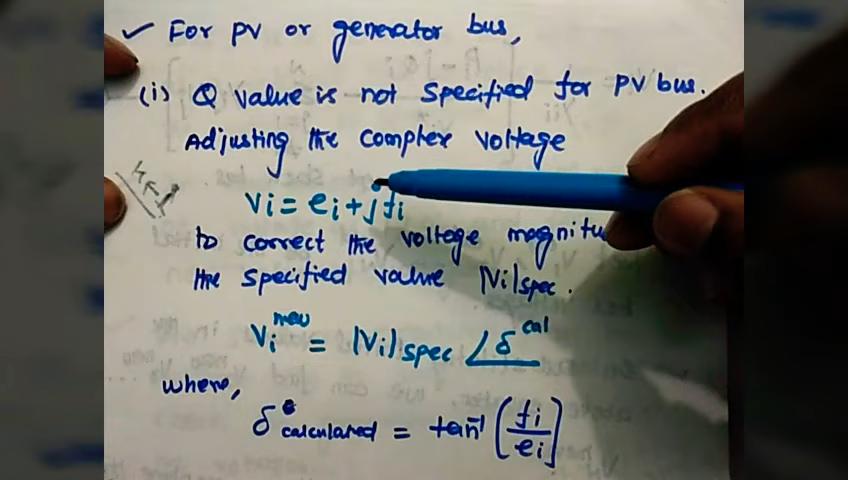 ✓ For PV or generator bus,
(i) Q value is not specified for PV bus.
Adjusting the complex voltage
Vi = ei + j fi
to correct the voltage magnitu
the specified value |Vi|spec.
Vi^new = |Vi|spec ∠δ^cal
where,
δ calculated = tan⁻¹ (fi/ei)